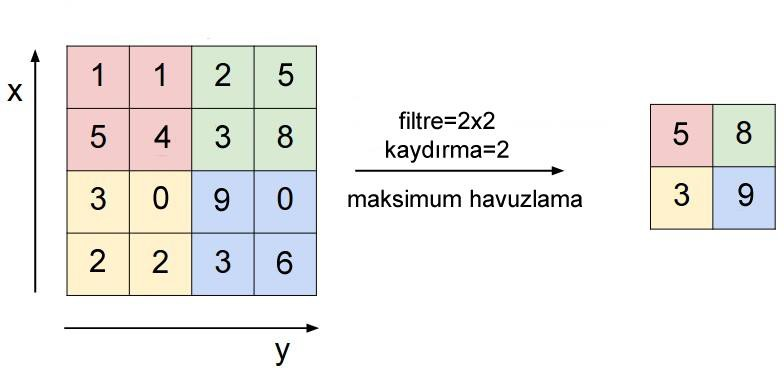 x
1 1 2 5
5 4 3 8
3 0 9 0
2 2 3 6
y
filtre=2x2
kaydırma=2
maksimum havuzlama
5 8
3 9